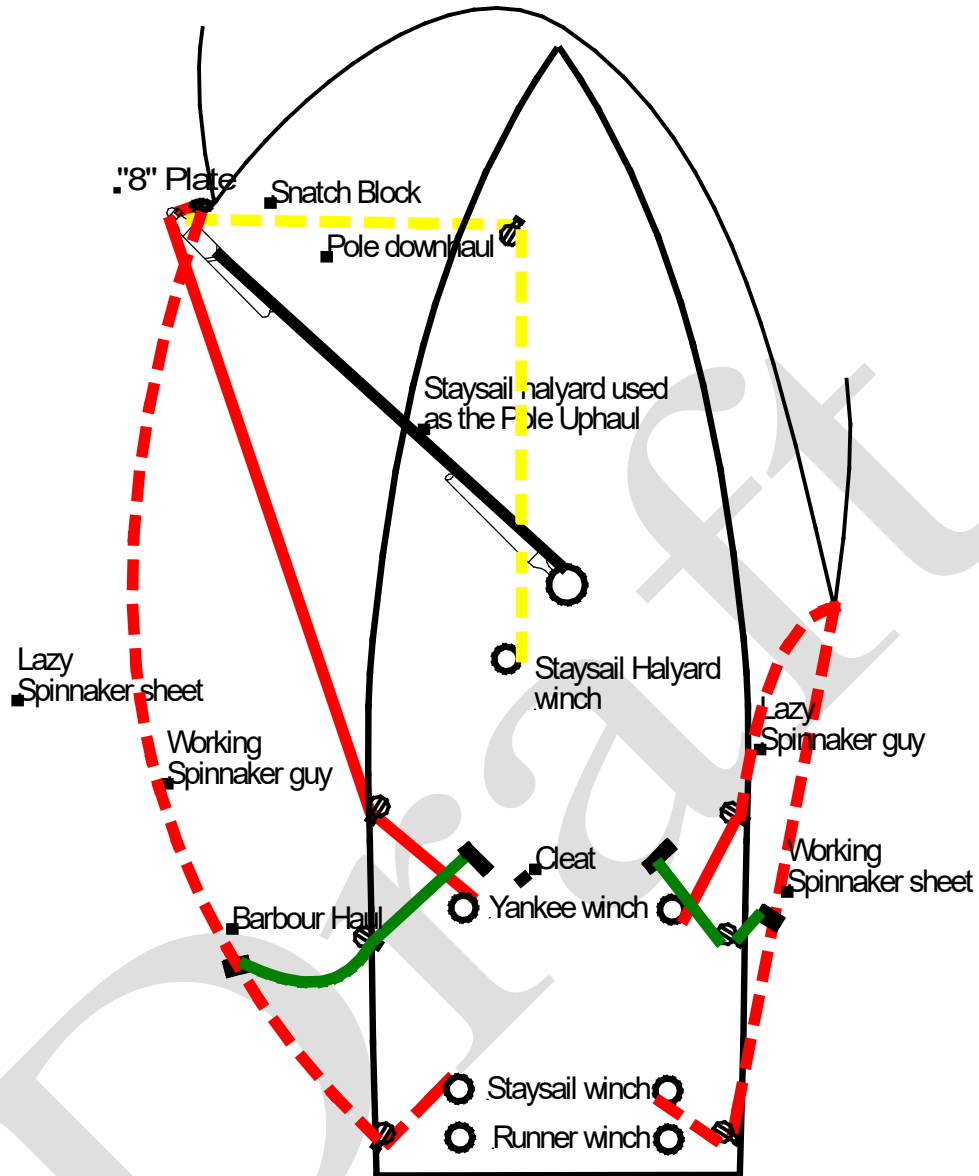 "8" Plate
Snatch Block
Pole downhaul
Staysail halyard used
as the Pole Uphaul
Staysail Halyard
winch
Lazy
Spinnaker sheet
Lazy
Spinnaker guy
Working
Spinnaker guy
Cleat
Working
Spinnaker sheet
Yankee winch
Barbour Haul
Staysail winch
Runner winch
Draft